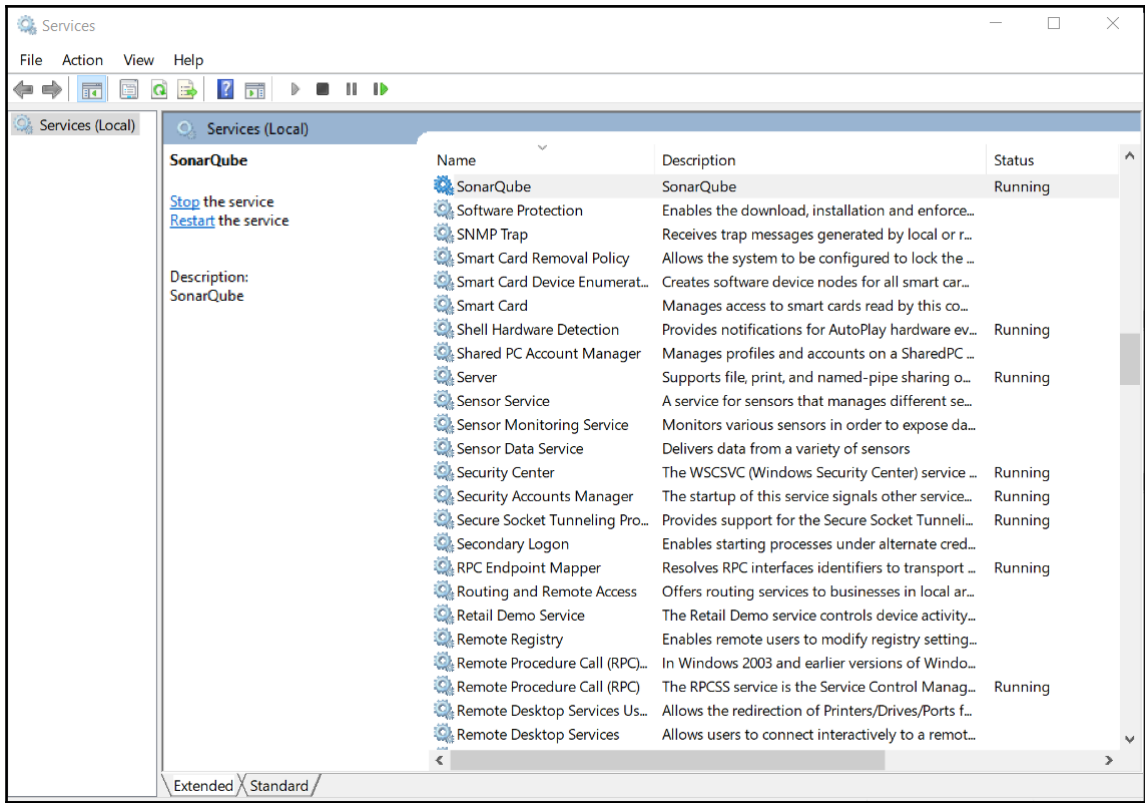 Services
File Action View Help
Services (Local)
Services (Local)
SonarQube
Stop the service
Restart the service
Description:
SonarQube
Name Description Status
SonarQube SonarQube Running
Software Protection Enables the download, installation and enforce...
SNMP Trap Receives trap messages generated by local or r...
Smart Card Removal Policy Allows the system to be configured to lock the ...
Smart Card Device Enumerat... Creates software device nodes for all smart car...
Smart Card Manages access to smart cards read by this co...
Shell Hardware Detection Provides notifications for AutoPlay hardware ev... Running
Shared PC Account Manager Manages profiles and accounts on a SharedPC ...
Server Supports file, print, and named-pipe sharing o... Running
Sensor Service A service for sensors that manages different se...
Sensor Monitoring Service Monitors various sensors in order to expose da...
Sensor Data Service Delivers data from a variety of sensors
Security Center The WSCSVC (Windows Security Center) service ... Running
Security Accounts Manager The startup of this service signals other service... Running
Secure Socket Tunneling Pro... Provides support for the Secure Socket Tunneli... Running
Secondary Logon Enables starting processes under alternate cred...
RPC Endpoint Mapper Resolves RPC interfaces identifiers to transport ... Running
Routing and Remote Access Offers routing services to businesses in local ar...
Retail Demo Service The Retail Demo service controls device activity...
Remote Registry Enables remote users to modify registry setting...
Remote Procedure Call (RPC)... In Windows 2003 and earlier versions of Windo...
Remote Procedure Call (RPC) The RPCSS service is the Service Control Manag... Running
Remote Desktop Services Us... Allows the redirection of Printers/Drives/Ports f...
Remote Desktop Services Allows users to connect interactively to a remot...
Extended Standard